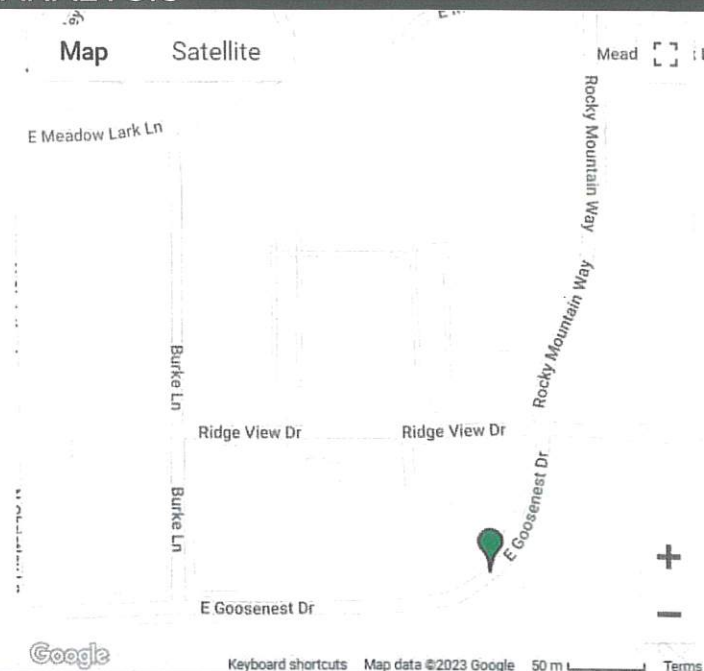 Map Satellite
Mead
E Meadow Lark Ln
Rocky Mountain Way
Rocky Mountain Way
Burke Ln
Ridge View Dr
Ridge View Dr
Burke Ln
E Goosenest Dr
E Goosenest Dr
Google
Keyboard shortcuts Map data ©2023 Google 50 m Terms